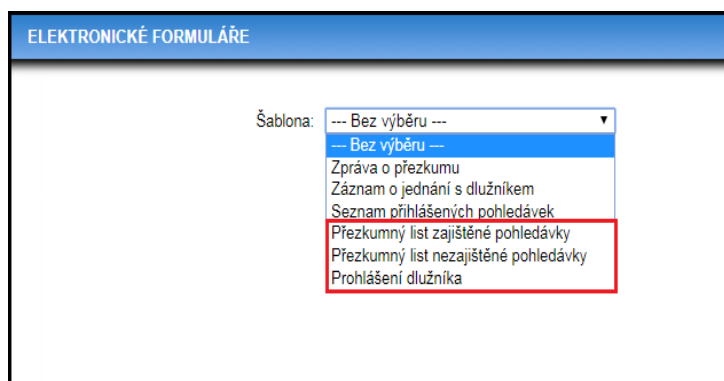 ELEKTRONICKÉ FORMULÁŘE
Šablona: --- Bez výběru ---
--- Bez výběru ---
Zpráva o přezkumu
Záznam o jednání s dlužníkem
Seznam přihlášených pohledávek
Přezkumný list zajištěné pohledávky
Přezkumný list nezajištěné pohledávky
Prohlášení dlužníka